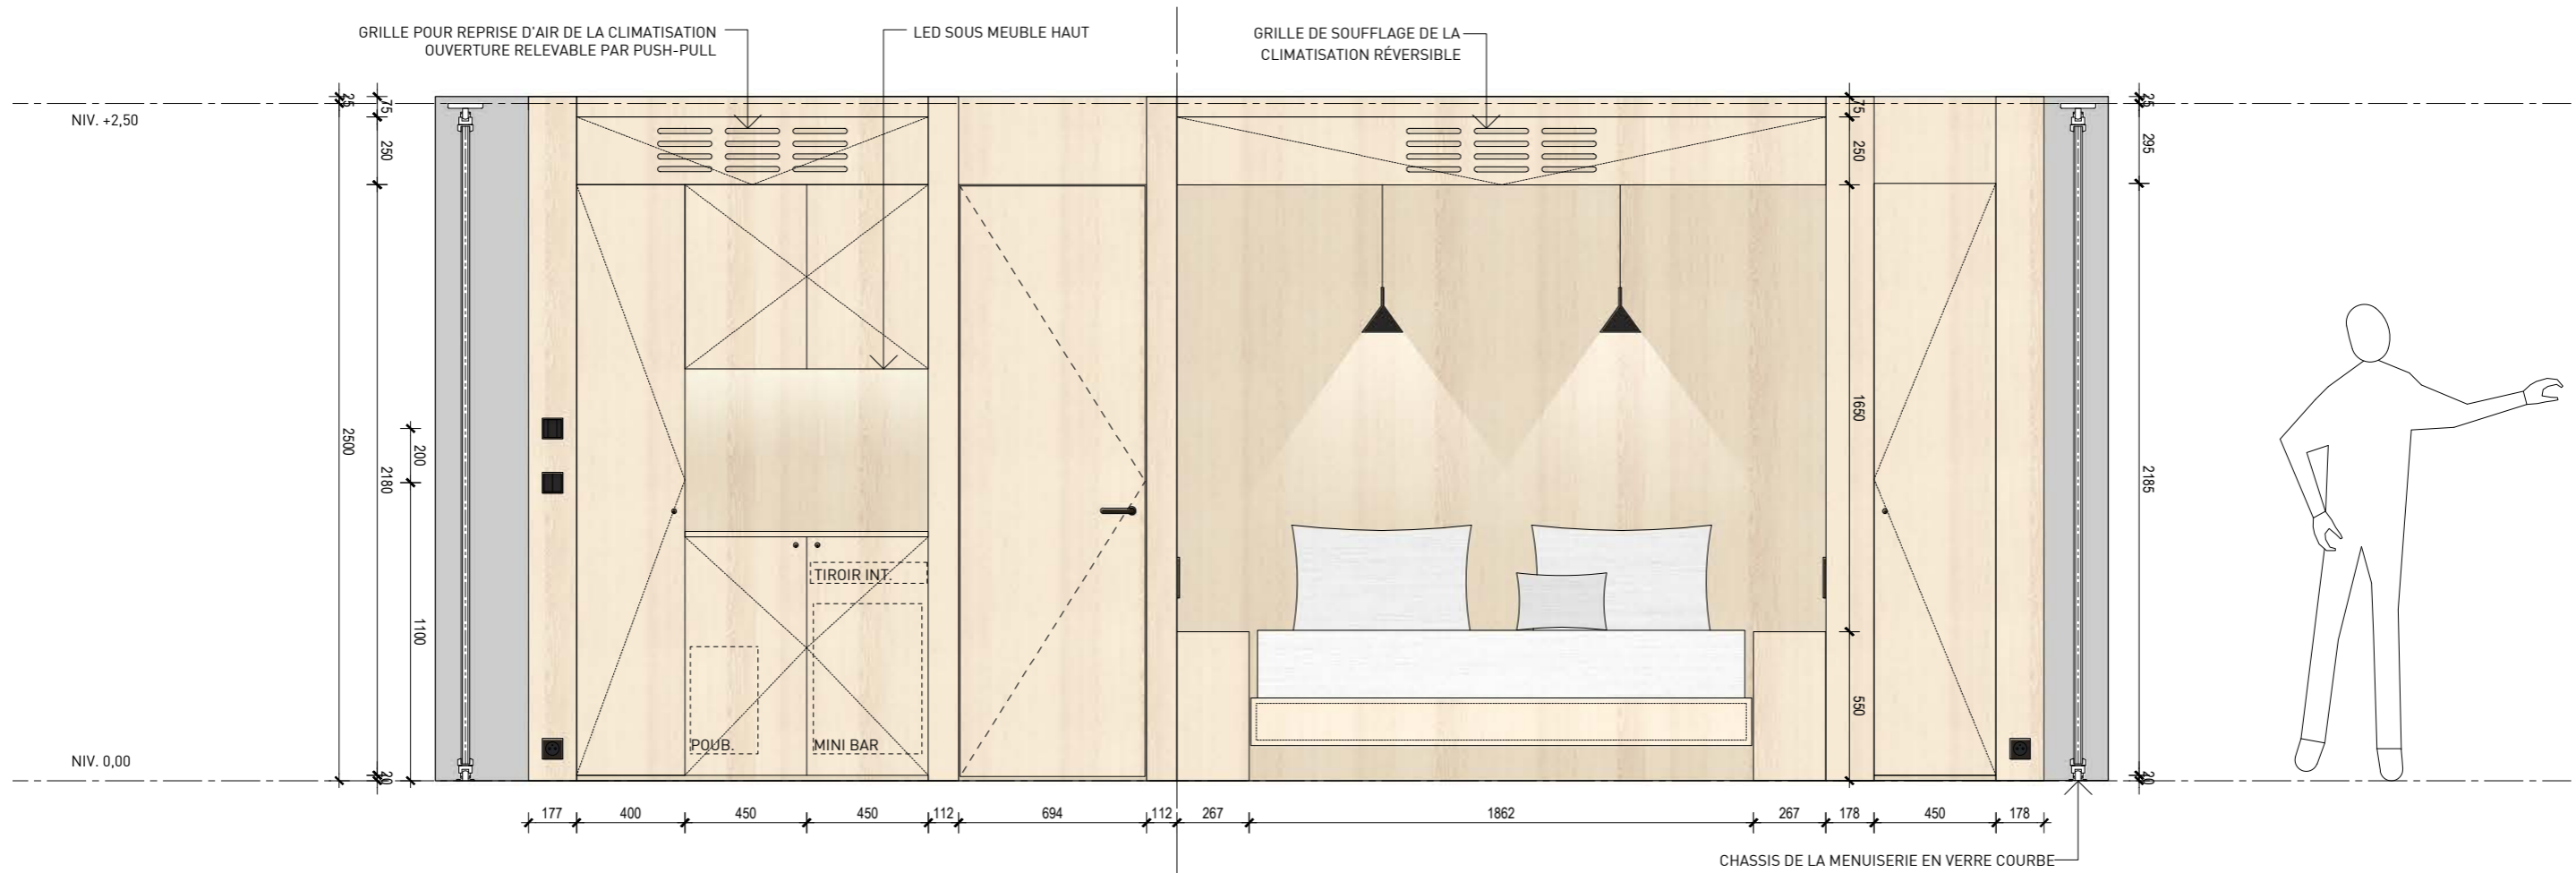 GRILLE POUR REPRISE D'AIR DE LA CLIMATISATION
OUVERTURE RELEVABLE PAR PUSH-PULL
LED SOUS MEUBLE HAUT
GRILLE DE SOUFFLAGE DE LA
CLIMATISATION RÉVERSIBLE
NIV. +2,50
25
75
250
2500
2180
200
1100
20
75
250
1650
550
25
295
2185
20
TIROIR INT.
POUB.
MINI BAR
NIV. 0,00
177 400 450 450 112 694 112 267 1862 267 178 450 178
CHASSIS DE LA MENUISERIE EN VERRE COURBE